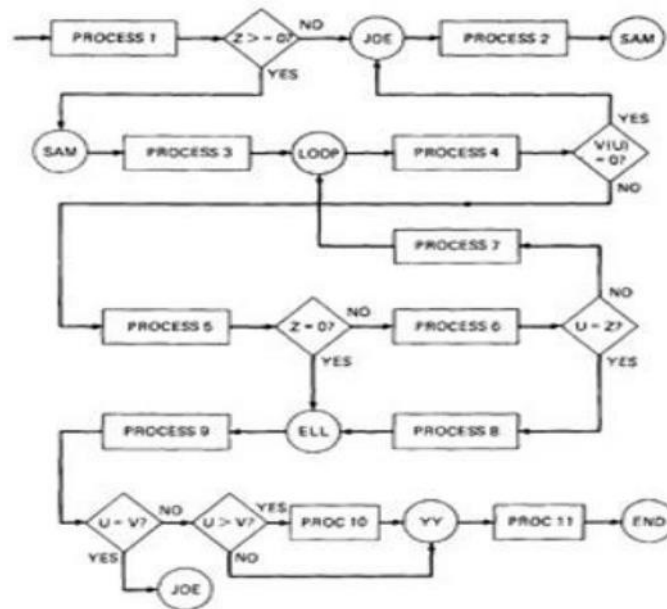 PROCESS 1 Z >= 0? NO JOE PROCESS 2 SAM
YES
SAM PROCESS 3 LOOP PROCESS 4 V(U) = 0? YES
NO
PROCESS 7
NO
PROCESS 5 Z = 0? NO PROCESS 6 U = Z?
YES YES
PROCESS 9 ELL PROCESS 8
U = V? NO U > V? YES PROC 10 YY PROC 11 END
YES NO
JOE